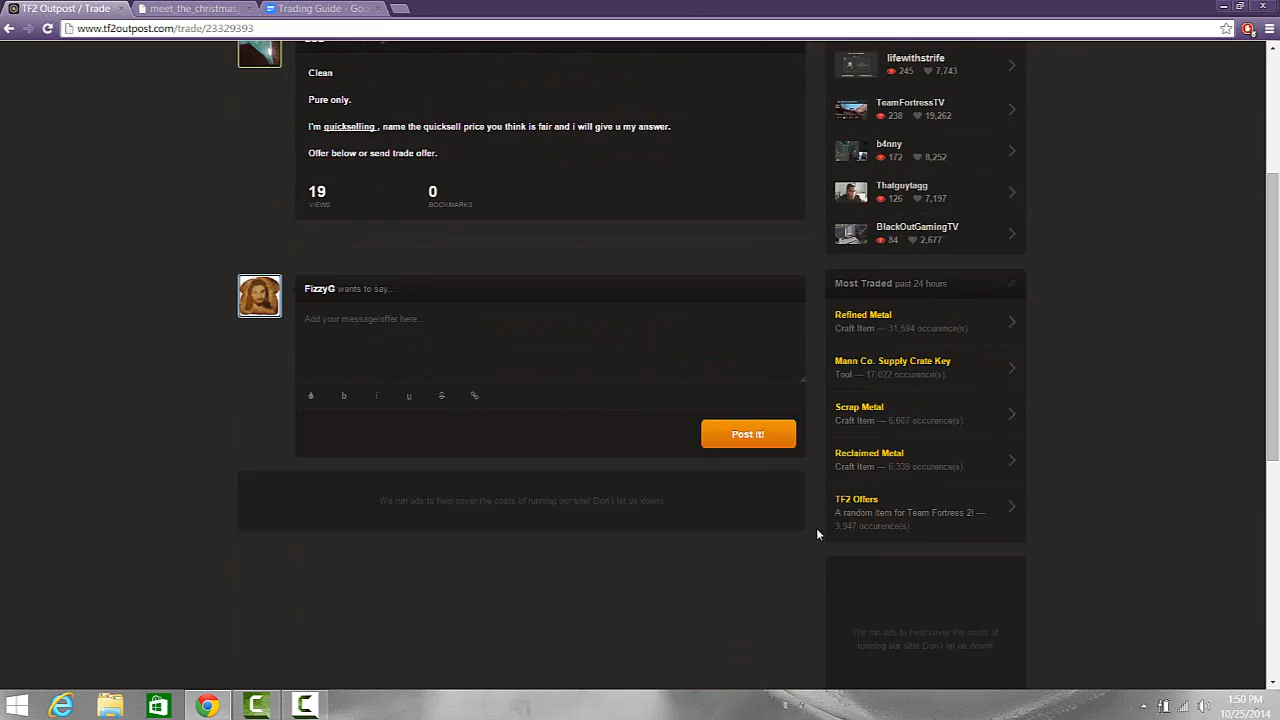 TF2 Outpost / Trade
meet_the_christmas
Trading Guide - Goo
www.tf2outpost.com/trade/23329393
Clean
Pure only.
I'm quickselling , name the quicksell price you think is fair and i will give u my answer.
Offer below or send trade offer.
19
VIEWS
0
BOOKMARKS
FizzyG wants to say...
Add your message/offer here...
b i u S
Post it!
We run ads to help cover the costs of running our site! Don't let us down!
lifewithstrife
245 7,743
TeamFortressTV
238 19,262
b4nny
172 8,252
Thatguytagg
126 7,197
BlackOutGamingTV
84 2,677
Most Traded past 24 hours
Refined Metal
Craft Item — 31,594 occurence(s).
Mann Co. Supply Crate Key
Tool — 17,022 occurence(s).
Scrap Metal
Craft Item — 6,607 occurence(s).
Reclaimed Metal
Craft Item — 6,339 occurence(s).
TF2 Offers
A random item for Team Fortress 2! —
3,947 occurence(s).
We run ads to help cover the costs of
running our site! Don't let us down!
1:50 PM
10/25/2014